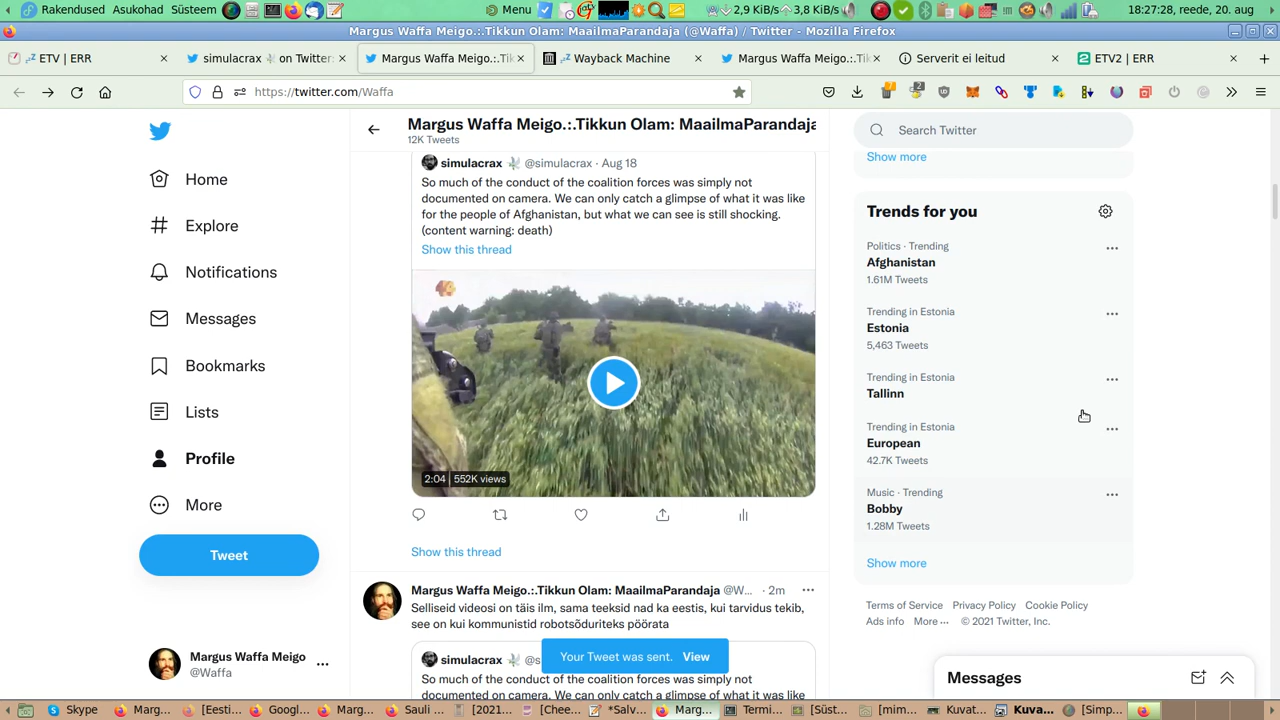 Rakendused Asukohad Süsteem Menu 2,9 KiB/s 3,8 KiB/s 18:27:28, reede, 20. aug
Margus Waffa Meigo.:.Tikkun Olam: MaailmaParandaja (@Waffa) / Twitter - Mozilla Firefox
ETV | ERR
simulacrax on Twitter:
Margus Waffa Meigo.:.Tik
Wayback Machine
Margus Waffa Meigo.:.Tik
Serverit ei leitud
ETV2 | ERR
https://twitter.com/Waffa
Home
Explore
Notifications
Messages
Bookmarks
Lists
Profile
More
Tweet
Margus Waffa Meigo
@Waffa
Margus Waffa Meigo.:.Tikkun Olam: MaailmaParandaja
12K Tweets
simulacrax @simulacrax · Aug 18
So much of the conduct of the coalition forces was simply not
documented on camera. We can only catch a glimpse of what it was like
for the people of Afghanistan, but what we can see is still shocking.
(content warning: death)
Show this thread
2:04 | 552K views
Show this thread
Margus Waffa Meigo.:.Tikkun Olam: MaailmaParandaja @W... · 2m
Selliseid videosi on täis ilm, sama teeksid nad ka eestis, kui tarvidus tekib,
see on kui kommunistid robotsõduriteks pöörata
simulacrax @s
So much of the conduct of the coalition forces was simply not
documented on camera. We can only catch a glimpse of what it was like
Your Tweet was sent. View
Search Twitter
Show more
Trends for you
Politics · Trending
Afghanistan
1.61M Tweets
Trending in Estonia
Estonia
5,463 Tweets
Trending in Estonia
Tallinn
Trending in Estonia
European
42.7K Tweets
Music · Trending
Bobby
1.28M Tweets
Show more
Terms of Service Privacy Policy Cookie Policy
Ads info More ··· © 2021 Twitter, Inc.
Messages
Skype Marg... [Eesti... Googl... Marg... Sauli ... [2021... [Chee... *Salv... Marg... Termi... [Süst... [mim... Kuvat... Kuva... [Simp...